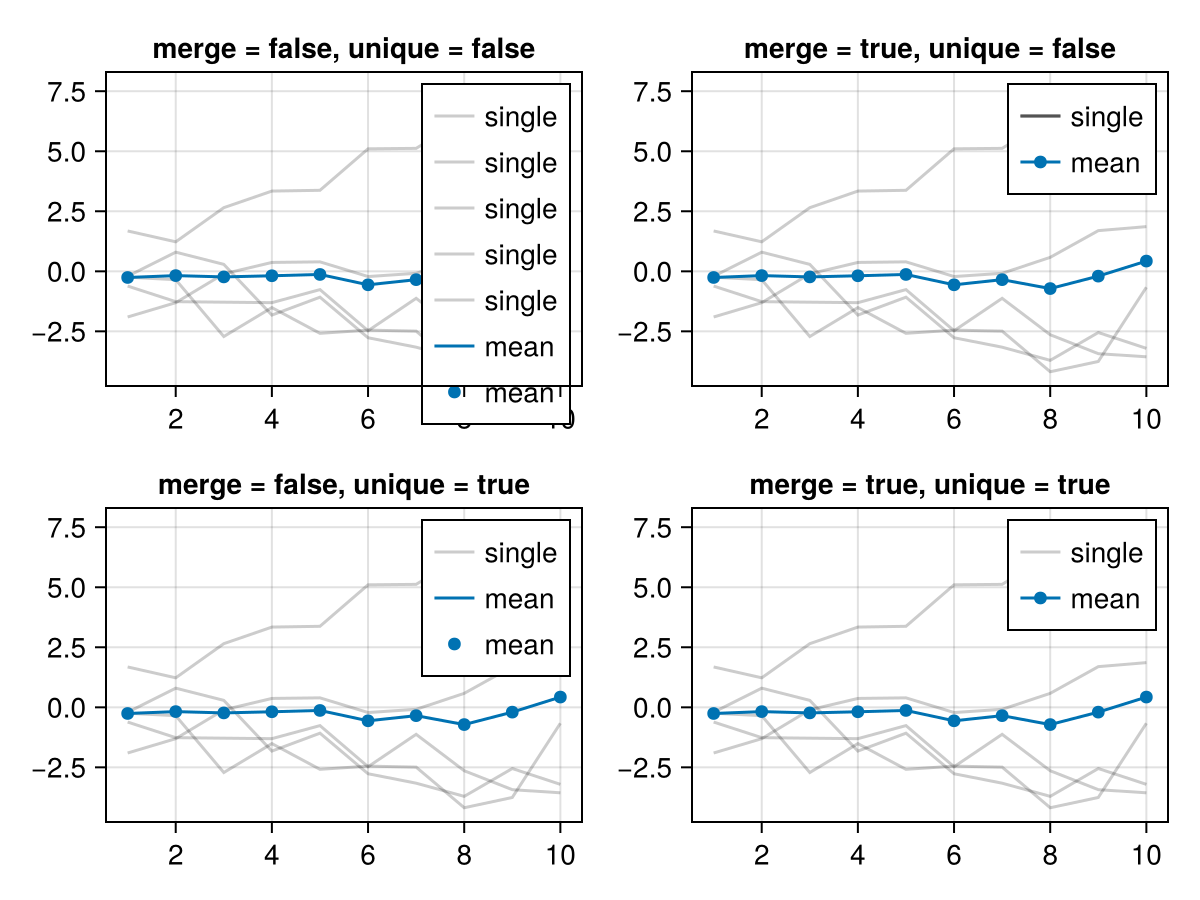 merge = false, unique = false
7.5
5.0
2.5
0.0
−2.5
2
4
6
single
single
single
single
single
mean
mean
merge = true, unique = false
7.5
5.0
2.5
0.0
−2.5
2
4
6
8
10
single
mean
merge = false, unique = true
7.5
5.0
2.5
0.0
−2.5
2
4
6
8
10
single
mean
mean
merge = true, unique = true
7.5
5.0
2.5
0.0
−2.5
2
4
6
8
10
single
mean